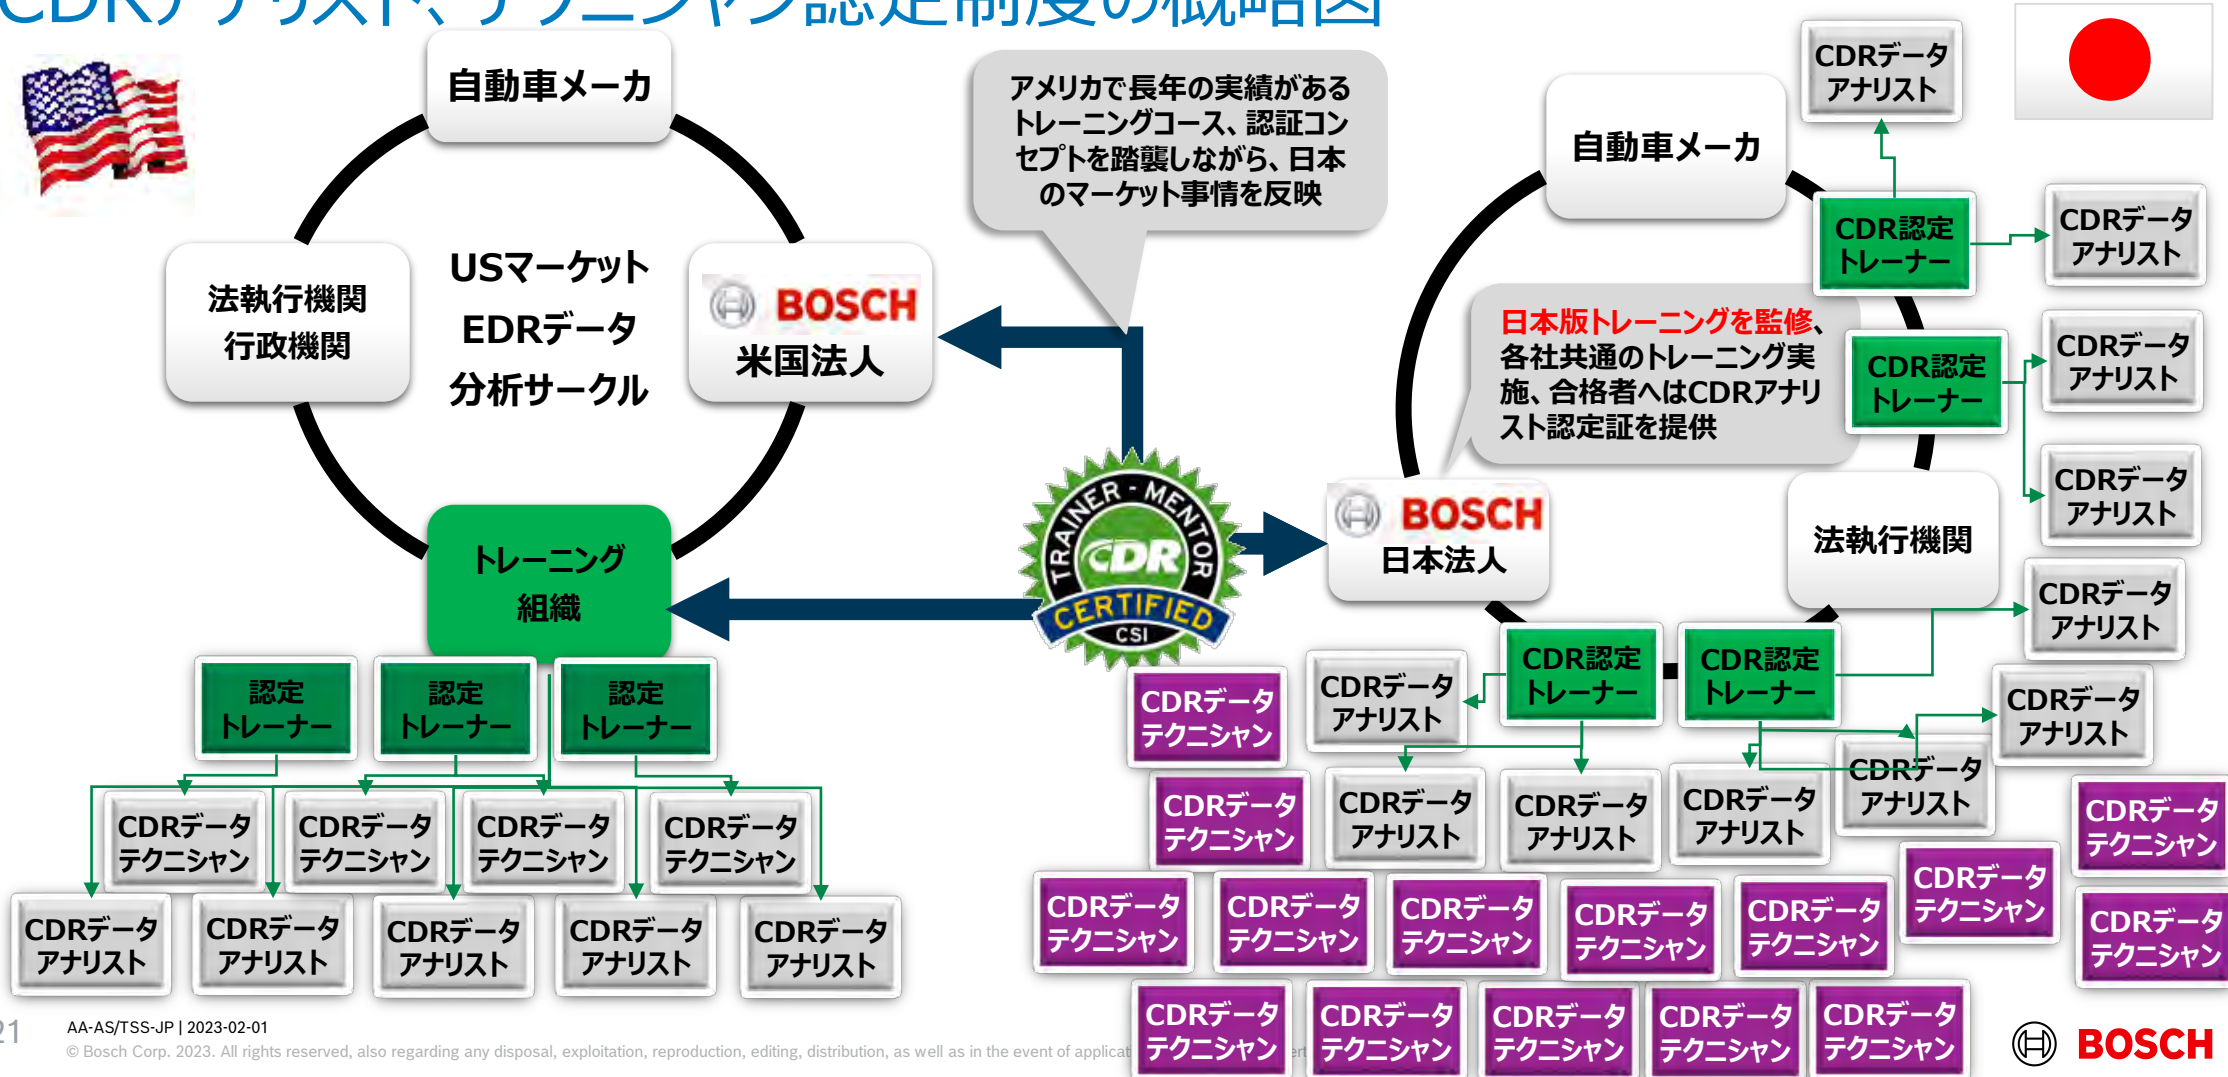 CDRアナリスト、テクニシャン認定制度の概略図
自動車メーカ
法執行機関
行政機関
USマーケット
EDRデータ
分析サークル
BOSCH
米国法人
トレーニング
組織
認定
トレーナー
認定
トレーナー
認定
トレーナー
CDRデータ
テクニシャン
CDRデータ
テクニシャン
CDRデータ
テクニシャン
CDRデータ
テクニシャン
CDRデータ
アナリスト
CDRデータ
アナリスト
CDRデータ
アナリスト
CDRデータ
アナリスト
CDRデータ
アナリスト
アメリカで長年の実績がある
トレーニングコース、認証コン
セプトを踏襲しながら、日本
のマーケット事情を反映
TRAINER - MENTOR
CDR
CERTIFIED
CSI
自動車メーカ
CDRデータ
アナリスト
CDR認定
トレーナー
CDRデータ
アナリスト
日本版トレーニングを監修、
各社共通のトレーニング実
施、合格者へはCDRアナリ
スト認定証を提供
CDR認定
トレーナー
CDRデータ
アナリスト
CDRデータ
アナリスト
BOSCH
日本法人
法執行機関
CDRデータ
アナリスト
CDR認定
トレーナー
CDR認定
トレーナー
CDRデータ
アナリスト
CDRデータ
アナリスト
CDRデータ
テクニシャン
CDRデータ
アナリスト
CDRデータ
テクニシャン
CDRデータ
アナリスト
CDRデータ
アナリスト
CDRデータ
アナリスト
CDRデータ
テクニシャン
CDRデータ
テクニシャン
CDRデータ
テクニシャン
CDRデータ
テクニシャン
CDRデータ
テクニシャン
CDRデータ
テクニシャン
CDRデータ
テクニシャン
CDRデータ
テクニシャン
CDRデータ
テクニシャン
CDRデータ
テクニシャン
CDRデータ
テクニシャン
CDRデータ
テクニシャン
CDRデータ
テクニシャン
21
AA-AS/TSS-JP | 2023-02-01
© Bosch Corp. 2023. All rights reserved, also regarding any disposal, exploitation, reproduction, editing, distribution, as well as in the event of
BOSCH